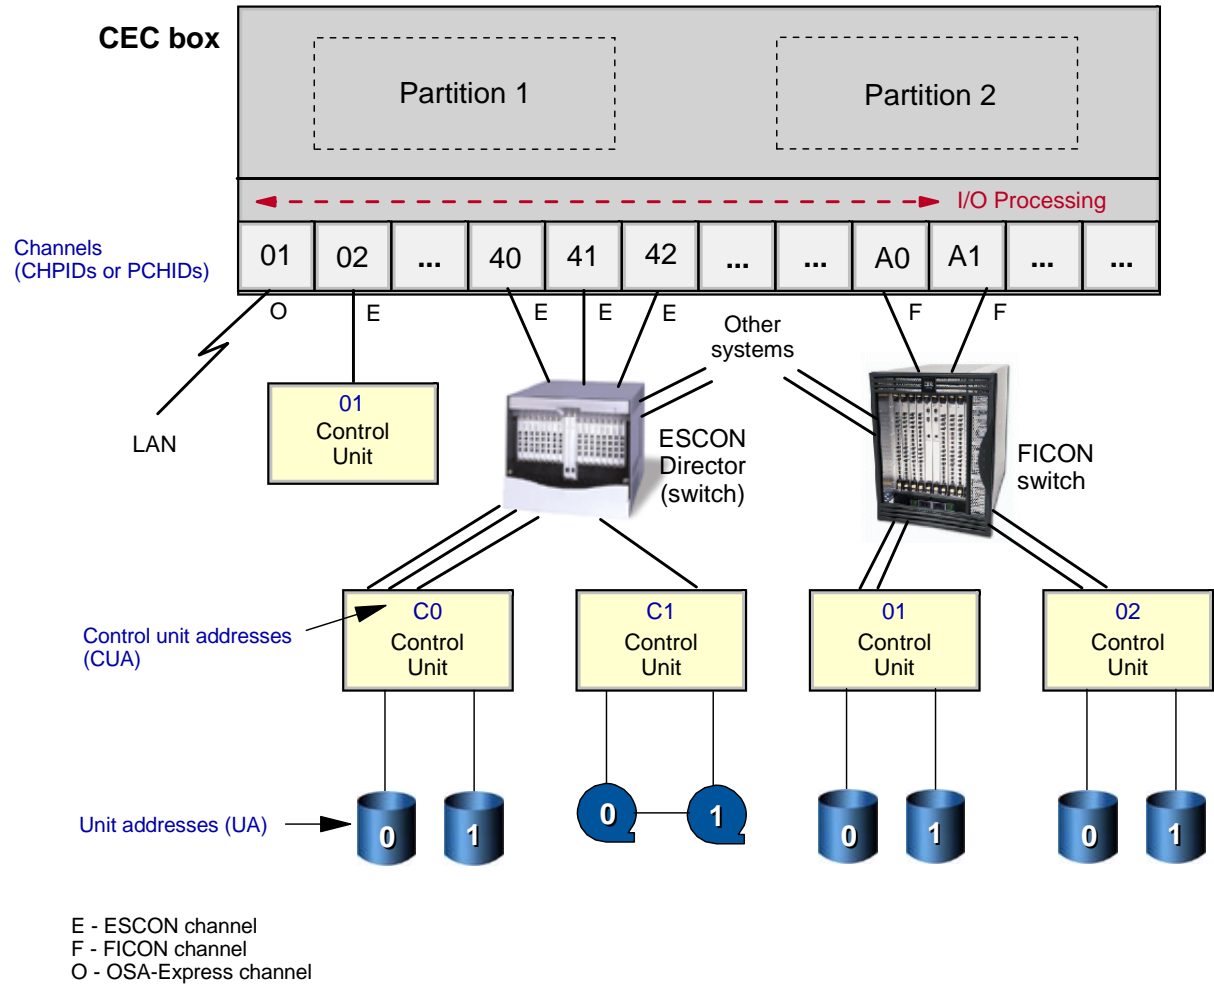 CEC box
Partition 1
Partition 2
I/O Processing
Channels
(CHPIDs or PCHIDs)
01 02 ... 40 41 42 ... ... A0 A1 ... ...
O E E E E F F
Other
systems
LAN
01
Control
Unit
ESCON
Director
(switch)
FICON
switch
Control unit addresses
(CUA)
C0
Control
Unit
C1
Control
Unit
01
Control
Unit
02
Control
Unit
Unit addresses (UA)
0 1 0 1 0 1 0 1
E - ESCON channel
F - FICON channel
O - OSA-Express channel